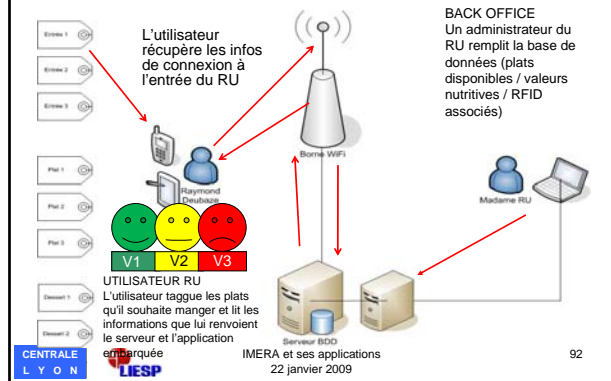 L'utilisateur
récupère les infos
de connexion à
l'entrée du RU
BACK OFFICE
Un administrateur du
RU remplit la base de
données (plats
disponibles / valeurs
nutritives / RFID
associés)
Entrée 1
Entrée 2
Entrée 3
Plat 1
Plat 2
Plat 3
Dessert 1
Dessert 2
Borne WiFi
Raymond
Deubaze
Madame RU
V1 V2 V3
UTILISATEUR RU
L'utilisateur taggue les plats
qu'il souhaite manger et lit les
informations que lui renvoient
le serveur et l'application
embarquée
Serveur BDD
CENTRALE
LYON
LIESP
IMERA et ses applications
22 janvier 2009
92